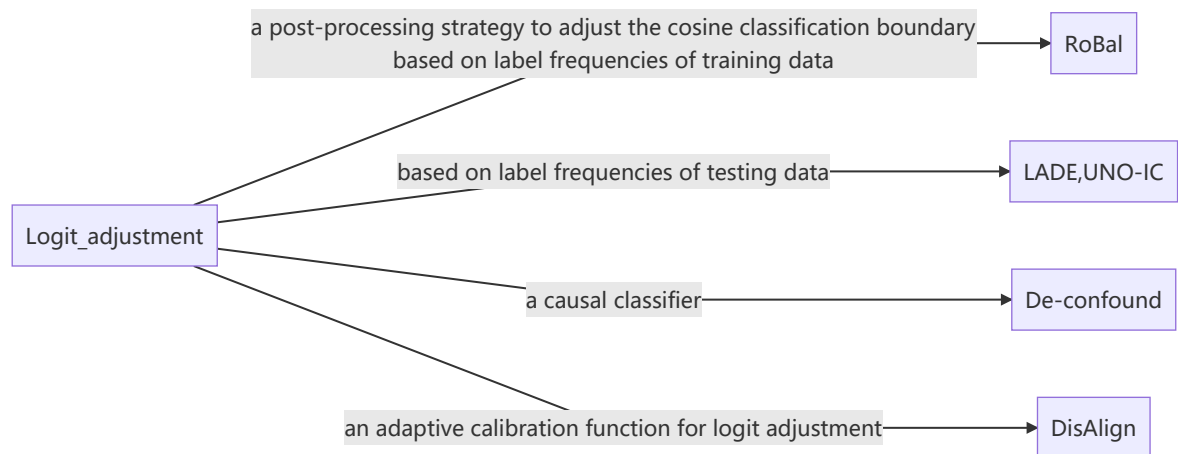 a post-processing strategy to adjust the cosine classification boundary
based on label frequencies of training data
RoBal
based on label frequencies of testing data
LADE,UNO-IC
Logit_adjustment
a causal classifier
De-confound
an adaptive calibration function for logit adjustment
DisAlign